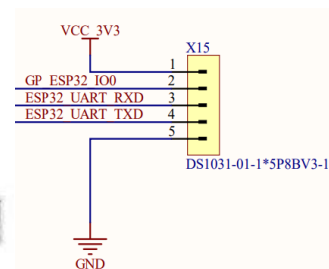 VCC_3V3
X15
1
GP_ESP32_IO0 2
ESP32_UART_RXD 3
ESP32_UART_TXD 4
5
DS1031-01-1*5P8BV3-1
GND